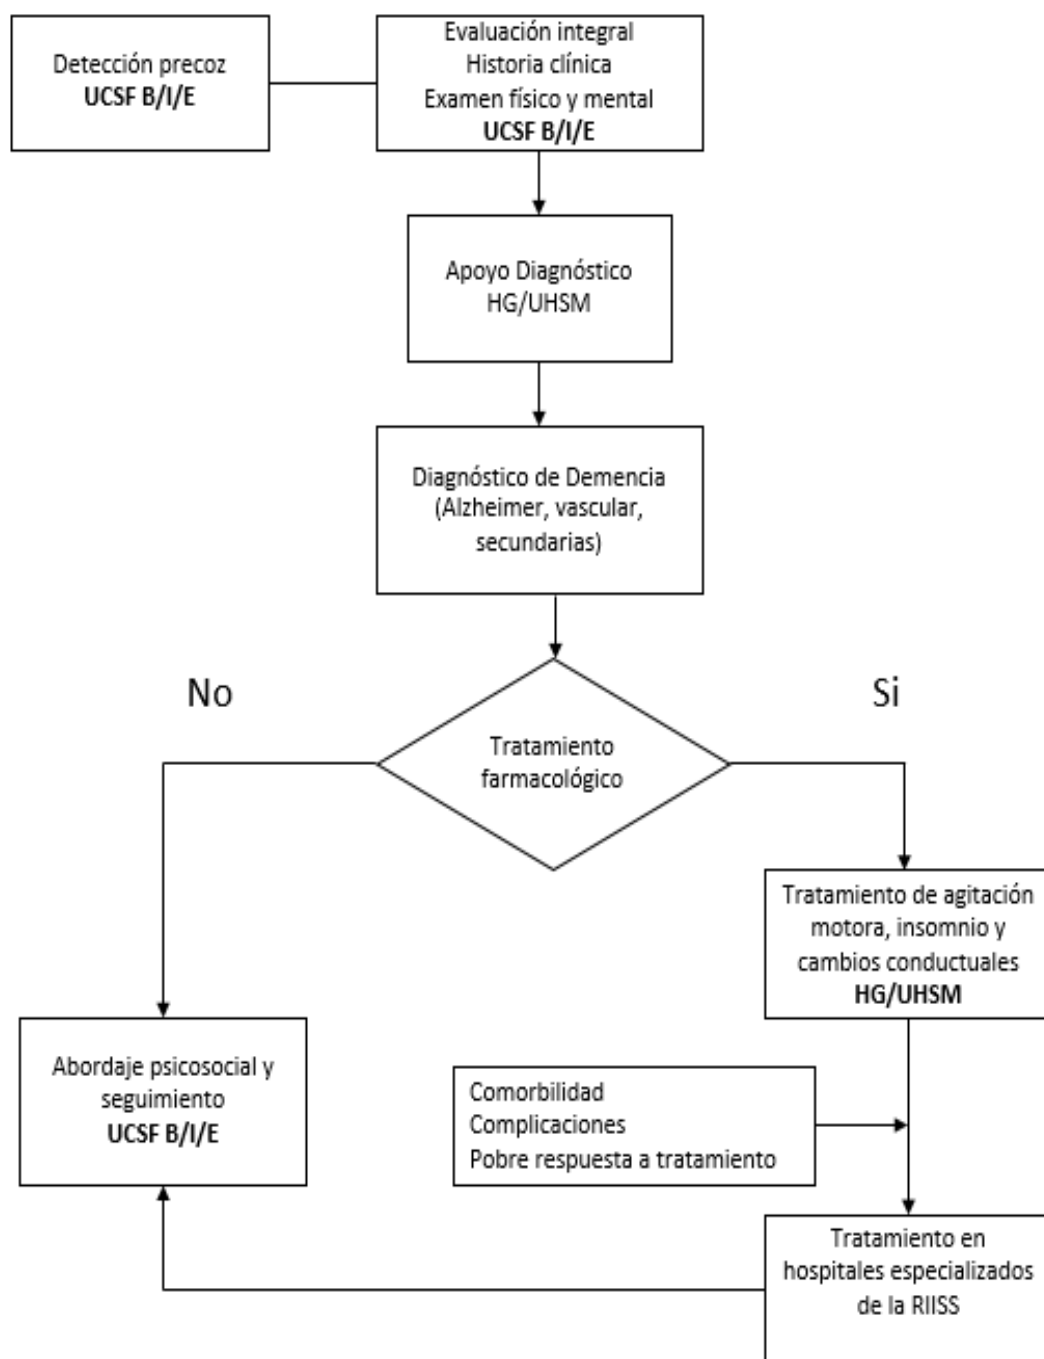 Detección precoz
UCSF B/I/E
Evaluación integral
Historia clínica
Examen físico y mental
UCSF B/I/E
Apoyo Diagnóstico
HG/UHSM
Diagnóstico de Demencia
(Alzheimer, vascular,
secundarias)
No
Si
Tratamiento
farmacológico
Tratamiento de agitación
motora, insomnio y
cambios conductuales
HG/UHSM
Abordaje psicosocial y
seguimiento
UCSF B/I/E
Comorbilidad
Complicaciones
Pobre respuesta a tratamiento
Tratamiento en
hospitales especializados
de la RIISS